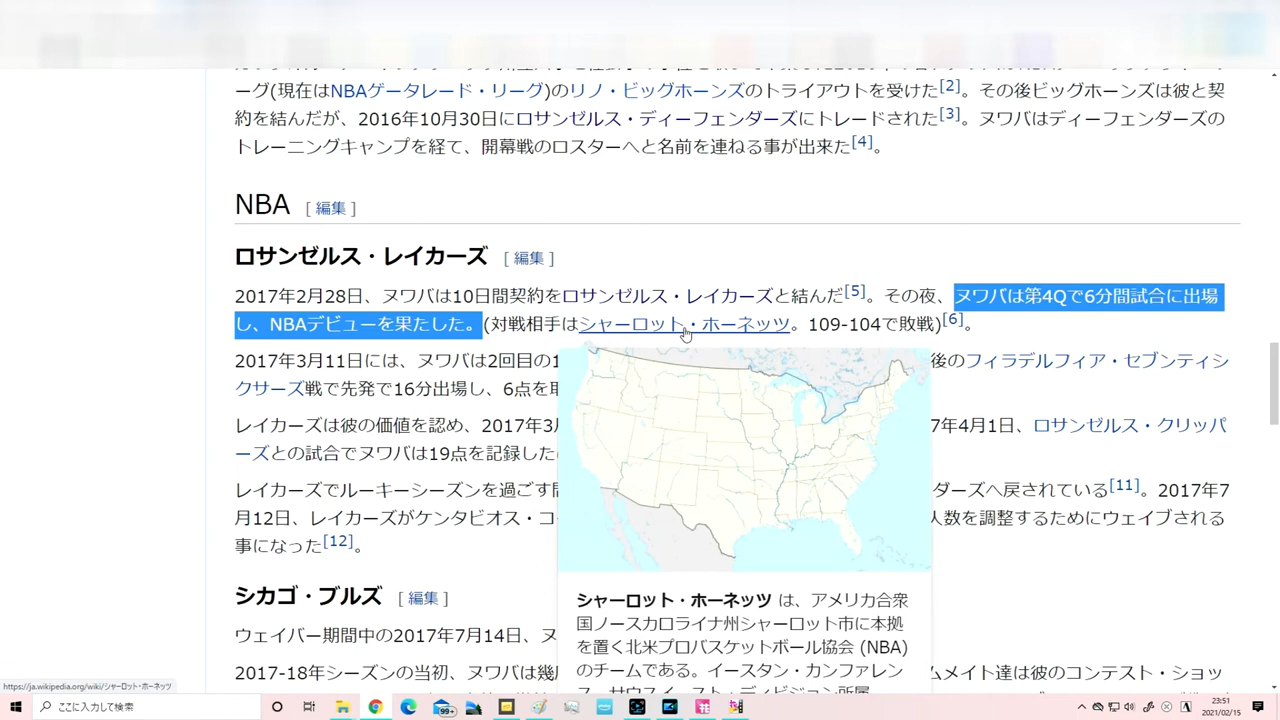 ーグ(現在はNBAゲータレード・リーグ)のリノ・ビッグホーンズのトライアウトを受けた[2]。その後ビッグホーンズは彼と契
約を結んだが、2016年10月30日にロサンゼルス・ディーフェンダーズにトレードされた[3]。ヌワバはディーフェンダーズの
トレーニングキャンプを経て、開幕戦のロスターへと名前を連ねる事が出来た[4]。
NBA [ 編集 ]
ロサンゼルス・レイカーズ [ 編集 ]
2017年2月28日、ヌワバは10日間契約をロサンゼルス・レイカーズと結んだ[5]。その夜、ヌワバは第4Qで6分間試合に出場
し、NBAデビューを果たした。(対戦相手はシャーロット・ホーネッツ。109-104で敗戦)[6]。
2017年3月11日には、ヌワバは2回目の1 後のフィラデルフィア・セブンティシ
クサーズ戦で先発で16分出場し、6点を
レイカーズは彼の価値を認め、2017年3 7年4月1日、ロサンゼルス・クリッパ
ーズとの試合でヌワバは19点を記録した
レイカーズでルーキーシーズンを過ごす ダーズへ戻されている[11]。2017年7
月12日、レイカーズがケンタビオス・コ 人数を調整するためにウェイブされる
事になった[12]。
シカゴ・ブルズ [ 編集 ]
シャーロット・ホーネッツ は、アメリカ合衆
国ノースカロライナ州シャーロット市に本拠
を置く北米プロバスケットボール協会 (NBA)
のチームである。イースタン・カンファレン
ウェイバー期間中の2017年7月14日、ヌ
2017-18年シーズンの当初、ヌワバは幾 ムメイト達は彼のコンテスト・ショッ
https://ja.wikipedia.org/wiki/シャーロット・ホーネッツ
ここに入力して検索
99+
A
23:51
2021/02/15